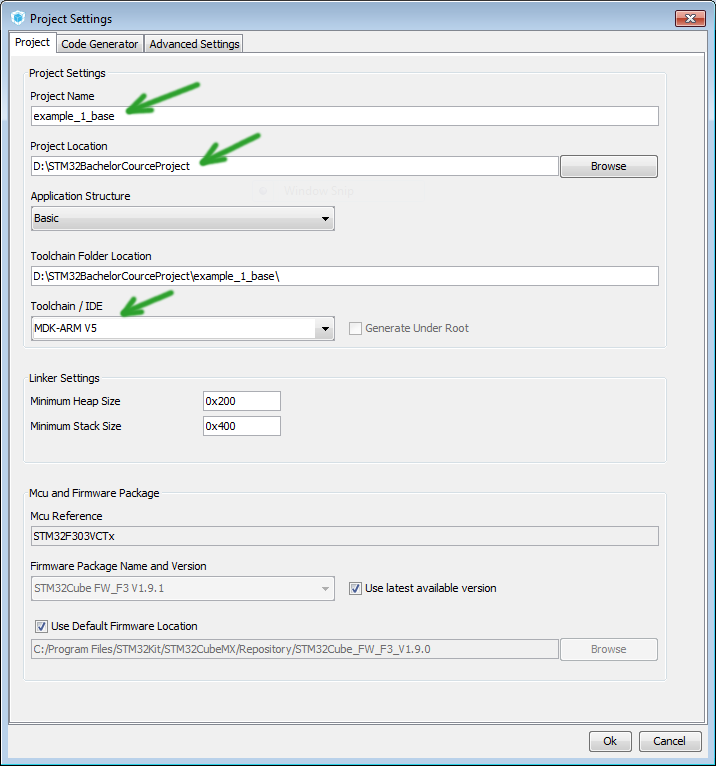 Project Settings
Project Code Generator Advanced Settings
Project Settings
Project Name
example_1_base
Project Location
D:\STM32BachelorCourceProject Browse
Window Snip
Application Structure
Basic
Toolchain Folder Location
D:\STM32BachelorCourceProject\example_1_base\
Toolchain / IDE
MDK-ARM V5 Generate Under Root
Linker Settings
Minimum Heap Size 0x200
Minimum Stack Size 0x400
Mcu and Firmware Package
Mcu Reference
STM32F303VCTx
Firmware Package Name and Version
STM32Cube FW_F3 V1.9.1 Use latest available version
Use Default Firmware Location
C:/Program Files/STM32Kit/STM32CubeMX/Repository/STM32Cube_FW_F3_V1.9.0 Browse
Ok Cancel